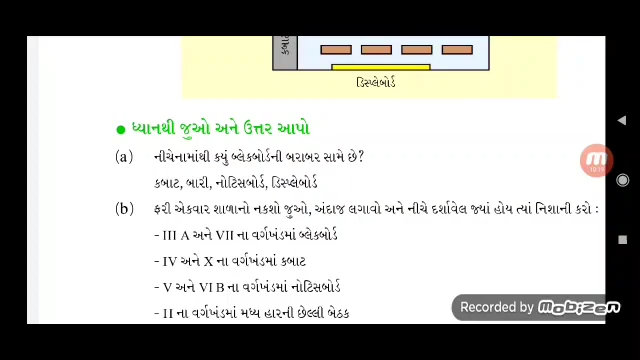 કબાટ
ડિસ્પ્લેબોર્ડ
● ધ્યાનથી જુઓ અને ઉત્તર આપો
(a) નીચેનામાંથી કયું બ્લેકબોર્ડની બરાબર સામે છે?
કબાટ, બારી, નોટિસબોર્ડ, ડિસ્પ્લેબોર્ડ
(b) ફરી એકવાર શાળાનો નકશો જુઓ, અંદાજ લગાવો અને નીચે દર્શાવેલ જ્યાં હોય ત્યાં નિશાની કરો :
- III A અને VII ના વર્ગખંડમાં બ્લેકબોર્ડ
- IV અને X ના વર્ગખંડમાં કબાટ
- V અને VI B ના વર્ગખંડમાં નોટિસબોર્ડ
- II ના વર્ગખંડમાં મધ્ય હારની છેલ્લી બેઠક
Recorded by Mobizen